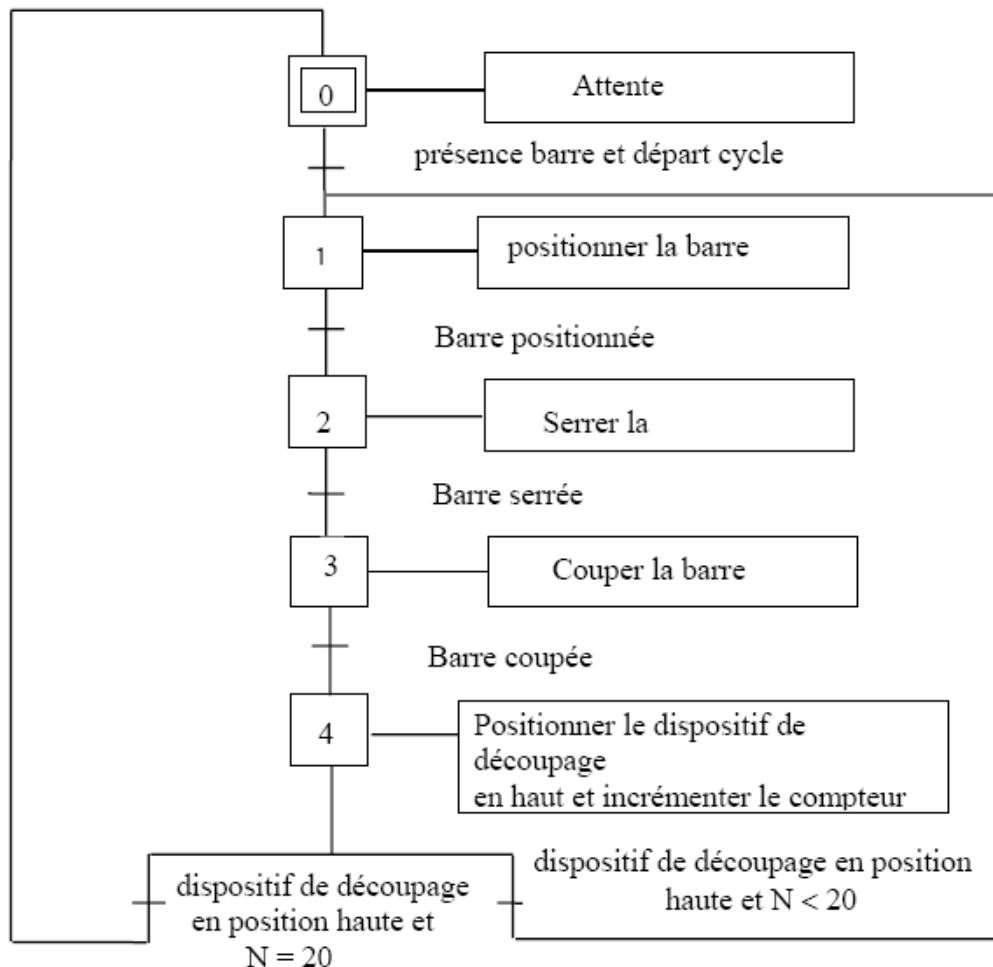 0
Attente
présence barre et départ cycle
1
positionner la barre
Barre positionnée
2
Serrer la
Barre serrée
3
Couper la barre
Barre coupée
4
Positionner le dispositif de
découpage
en haut et incrémenter le compteur
dispositif de découpage
en position haute et
N = 20
dispositif de découpage en position
haute et N < 20